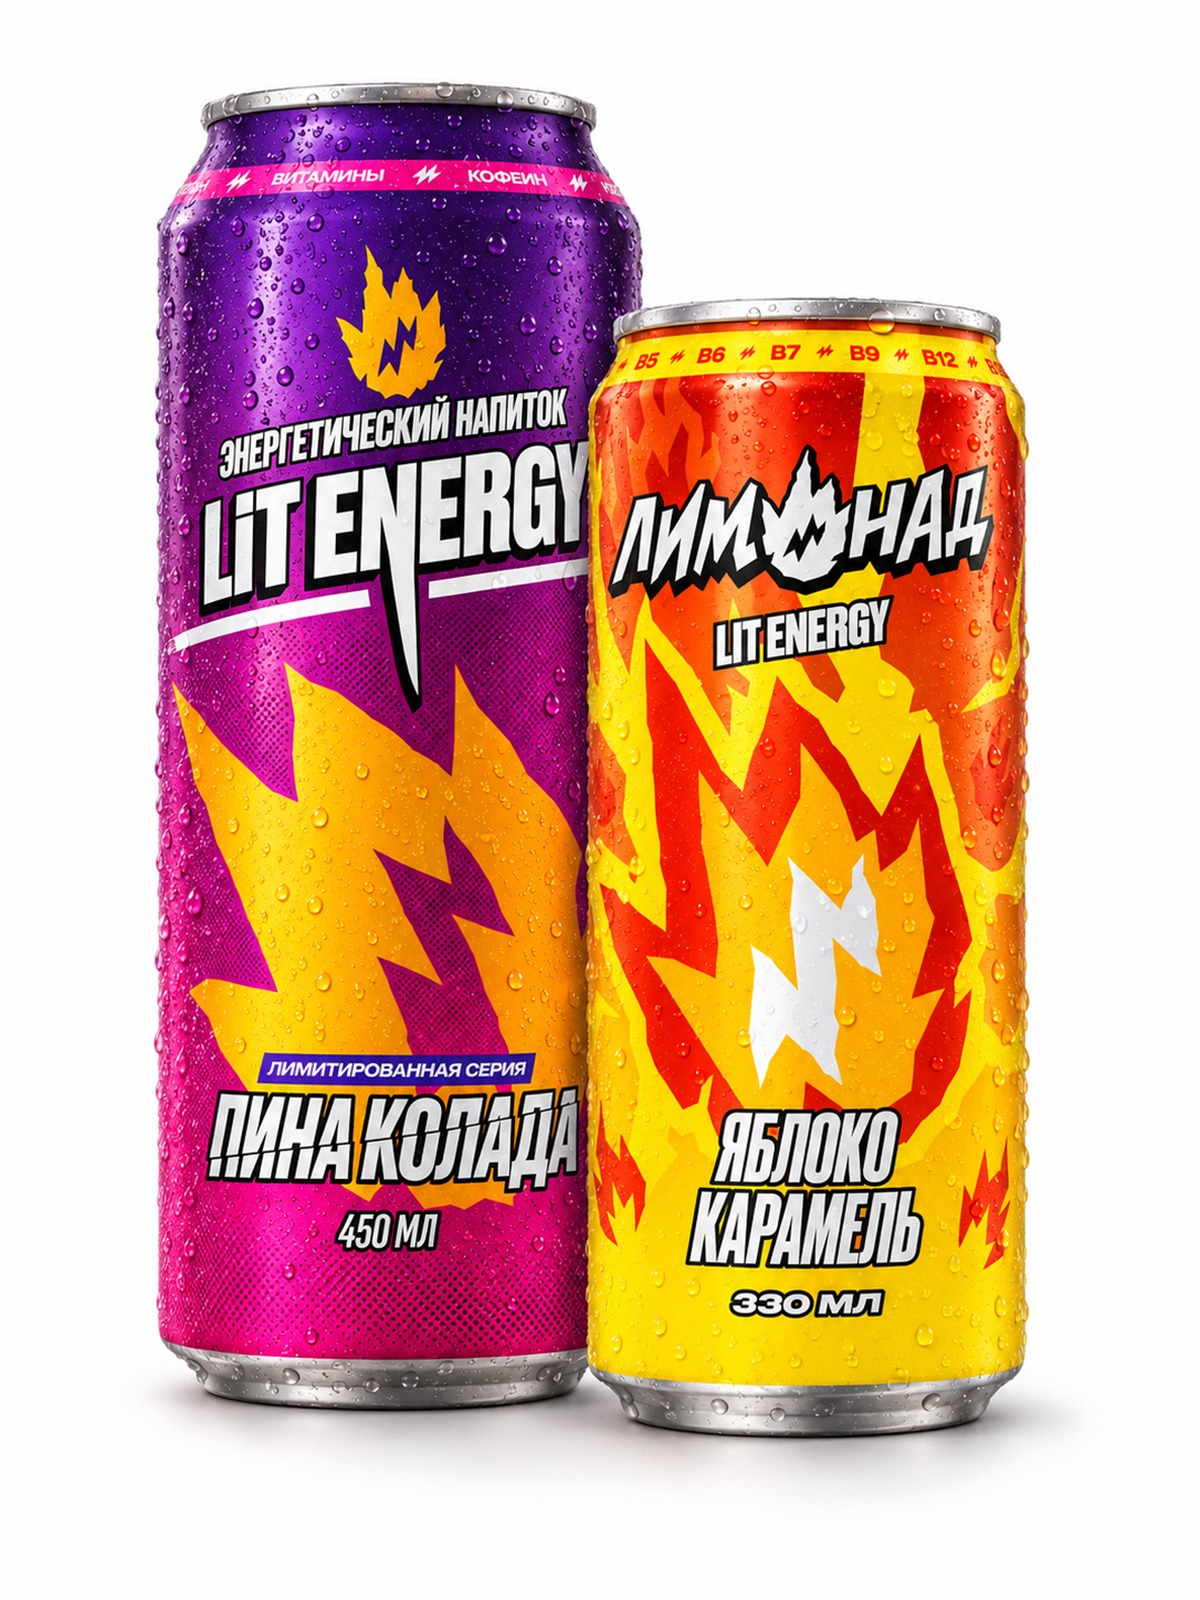 ВИТАМИНЫ КОФЕИН
ЭНЕРГЕТИЧЕСКИЙ НАПИТОК
LIT ENERGY
ЛИМИТИРОВАННАЯ СЕРИЯ
ПИНА КОЛАДА
450 МЛ
B5 B6 B7 B9 B12
ЛИМОНАД
LIT ENERGY
ЯБЛОКО
КАРАМЕЛЬ
330 МЛ